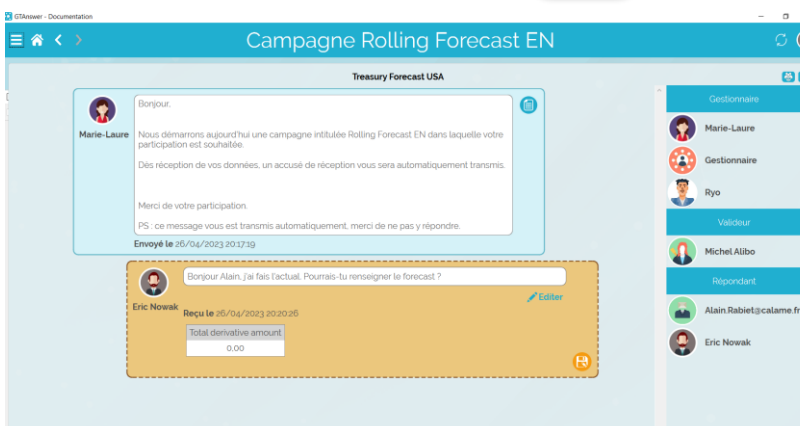 GTAnswer - Documentation
Campagne Rolling Forecast EN
Treasury Forecast USA
Marie-Laure
Bonjour,
Nous démarrons aujourd'hui une campagne intitulée Rolling Forecast EN dans laquelle votre
participation est souhaitée.
Dès réception de vos données, un accusé de réception vous sera automatiquement transmis.
Merci de votre participation.
PS : ce message vous est transmis automatiquement, merci de ne pas y répondre.
Envoyé le 26/04/2023 20:17:19
Eric Nowak
Bonjour Alain, j'ai fais l'actual. Pourrais-tu renseigner le forecast ?
Editer
Reçu le 26/04/2023 20:20:26
Total derivative amount
0.00
Gestionnaire
Marie-Laure
Gestionnaire
Ryo
Valideur
Michel Alibo
Répondant
Alain.Rabiet@calame.fr
Eric Nowak